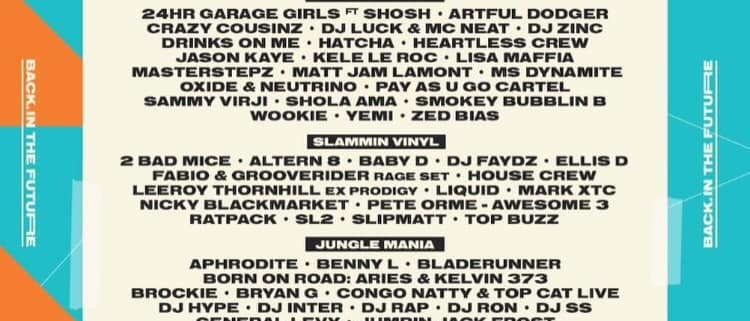 24HR GARAGE GIRLS FT SHOSH · ARTFUL DODGER
CRAZY COUSINZ · DJ LUCK & MC NEAT · DJ ZINC
DRINKS ON ME · HATCHA · HEARTLESS CREW
JASON KAYE · KELE LE ROC · LISA MAFFIA
MASTERSTEPZ · MATT JAM LAMONT · MS DYNAMITE
OXIDE & NEUTRINO · PAY AS U GO CARTEL
SAMMY VIRJI · SHOLA AMA · SMOKEY BUBBLIN B
WOOKIE · YEMI · ZED BIAS
SLAMMIN VINYL
2 BAD MICE · ALTERN 8 · BABY D · DJ FAYDZ · ELLIS D
FABIO & GROOVERIDER RAGE SET · HOUSE CREW
LEEROY THORNHILL EX PRODIGY · LIQUID · MARK XTC
NICKY BLACKMARKET · PETE ORME - AWESOME 3
RATPACK · SL2 · SLIPMATT · TOP BUZZ
JUNGLE MANIA
APHRODITE · BENNY L · BLADERUNNER
BORN ON ROAD: ARIES & KELVIN 373
BROCKIE · BRYAN G · CONGO NATTY & TOP CAT LIVE
DJ HYPE · DJ INTER · DJ RAP · DJ RON · DJ SS
GENERAL LEVY · JUMPIN JACK FROST
BACK. IN THE FUTURE
BACK. IN THE FUTURE